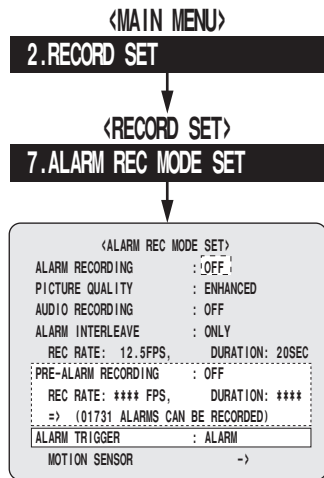 <MAIN MENU>
2.RECORD SET
<RECORD SET>
7.ALARM REC MODE SET
<ALARM REC MODE SET>
ALARM RECORDING : OFF
PICTURE QUALITY : ENHANCED
AUDIO RECORDING : OFF
ALARM INTERLEAVE : ONLY
REC RATE: 12.5FPS, DURATION: 20SEC
PRE-ALARM RECORDING : OFF
REC RATE: **** FPS, DURATION: ****
=> (01731 ALARMS CAN BE RECORDED)
ALARM TRIGGER : ALARM
MOTION SENSOR ->